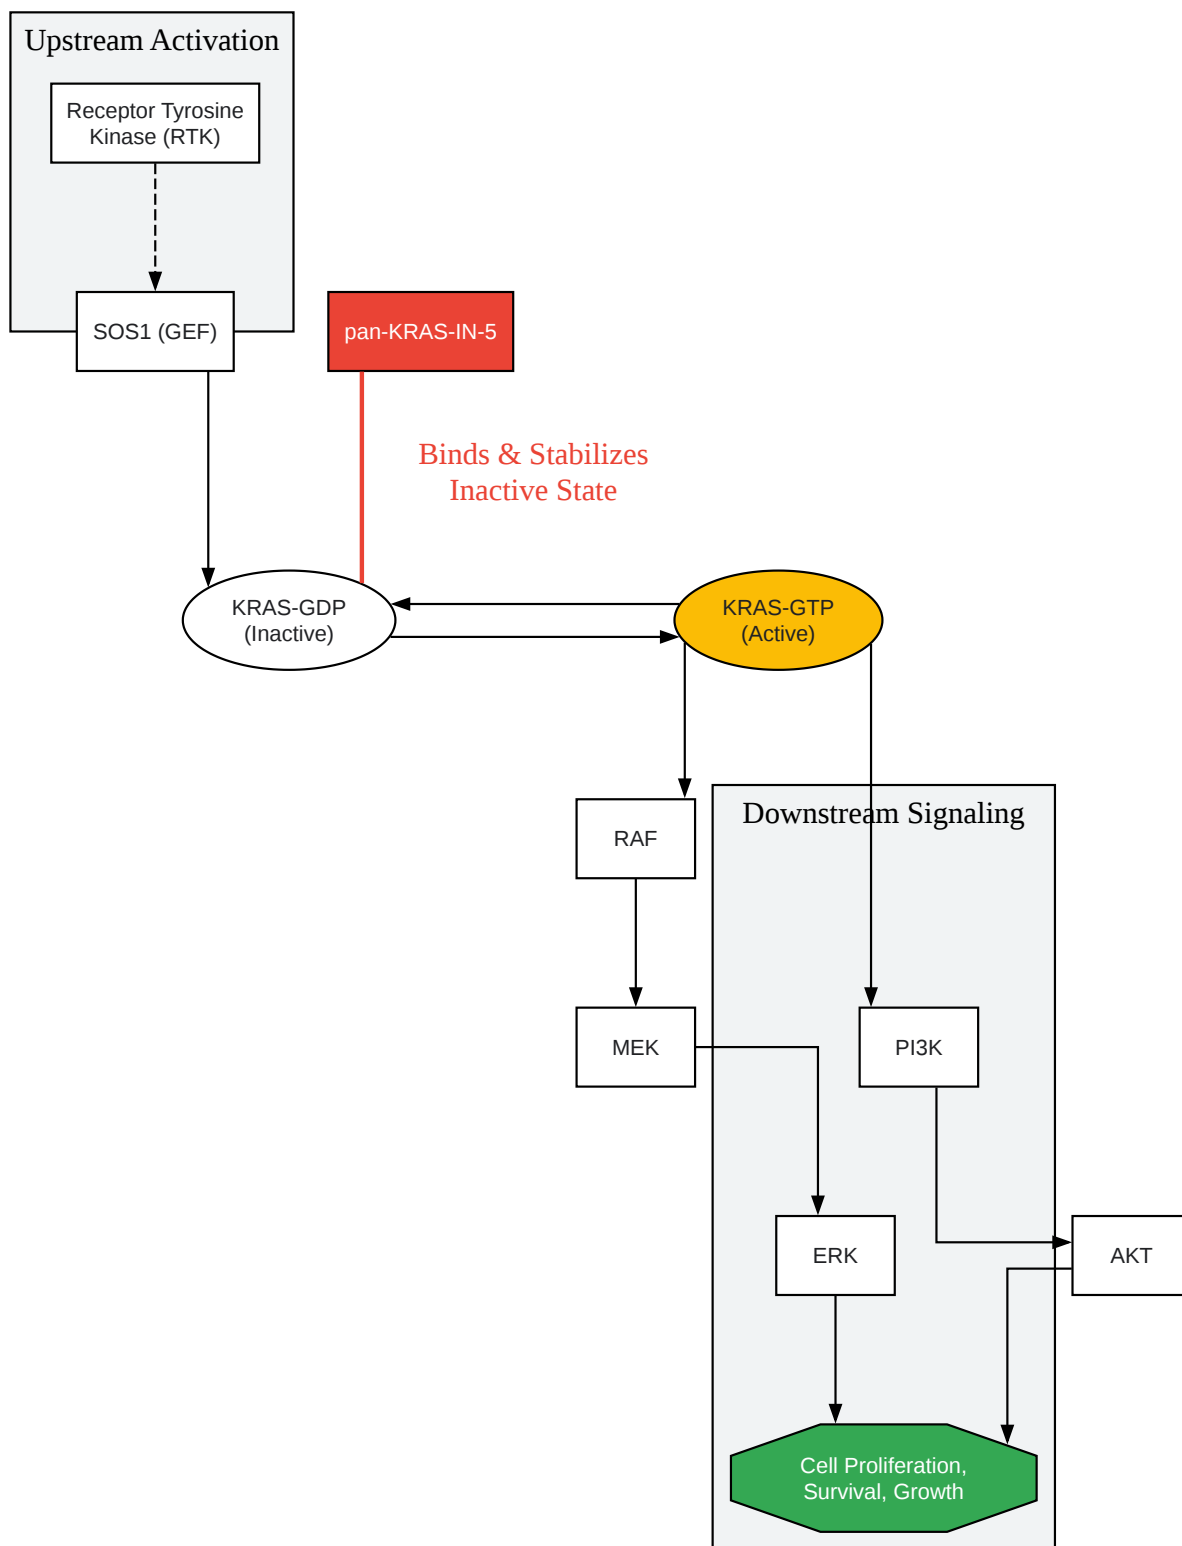 Upstream Activation
Receptor Tyrosine
Kinase (RTK)
SOS1 (GEF)
pan-KRAS-IN-5
Binds & Stabilizes
Inactive State
KRAS-GDP
(Inactive)
KRAS-GTP
(Active)
Downstream Signaling
RAF
MEK
PI3K
ERK
AKT
Cell Proliferation,
Survival, Growth